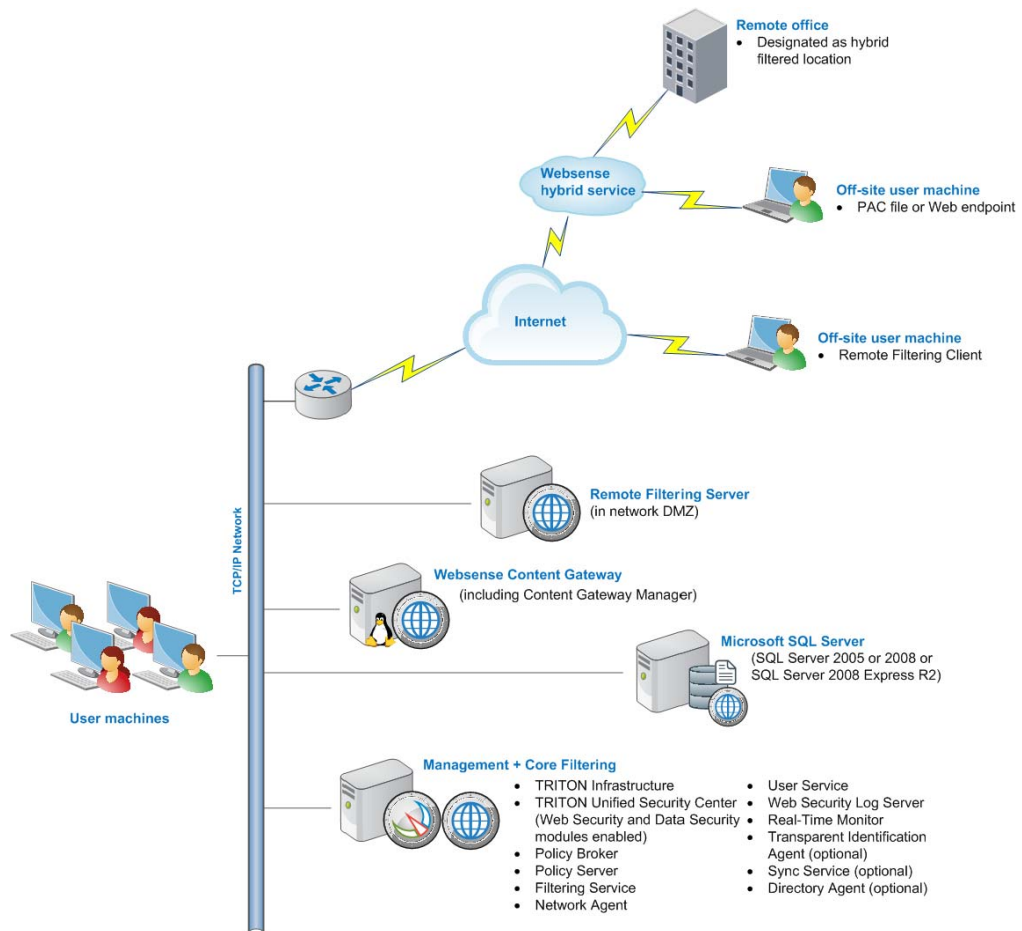 Remote office
• Designated as hybrid
filtered location
Websense
hybrid service
Off-site user machine
• PAC file or Web endpoint
Internet
Off-site user machine
• Remote Filtering Client
TCP/IP Network
Remote Filtering Server
(in network DMZ)
Websense Content Gateway
(including Content Gateway Manager)
Microsoft SQL Server
(SQL Server 2005 or 2008 or
SQL Server 2008 Express R2)
User machines
Management + Core Filtering
• TRITON Infrastructure
• TRITON Unified Security Center
(Web Security and Data Security
modules enabled)
• Policy Broker
• Policy Server
• Filtering Service
• Network Agent
• User Service
• Web Security Log Server
• Real-Time Monitor
• Transparent Identification
Agent (optional)
• Sync Service (optional)
• Directory Agent (optional)